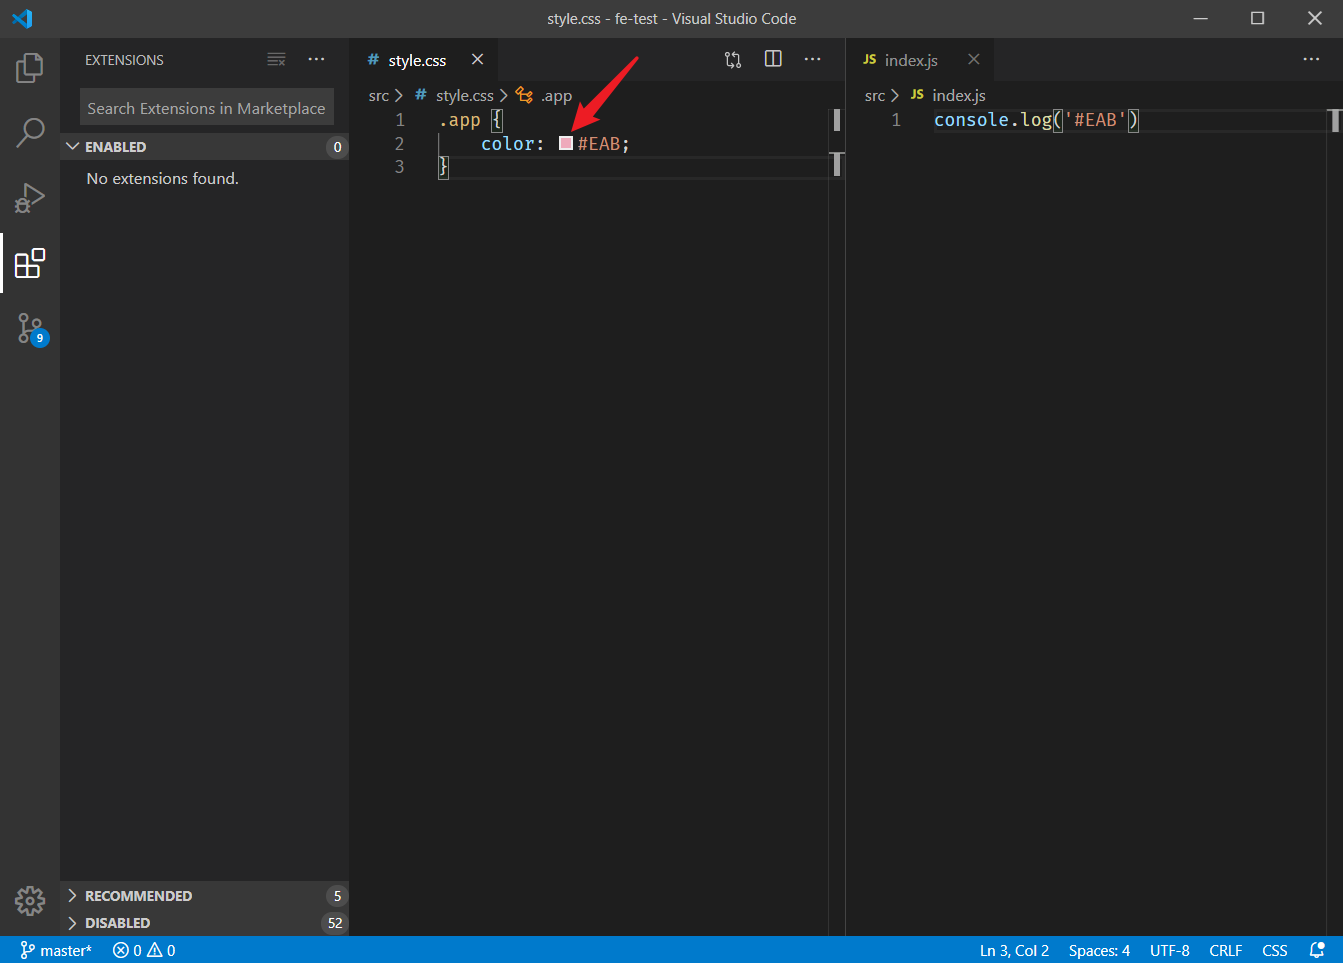 style.css - fe-test - Visual Studio Code
EXTENSIONS
Search Extensions in Marketplace
ENABLED 0
No extensions found.
9
RECOMMENDED 5
DISABLED 52
# style.css
src > # style.css > .app
1 .app {
2 color: #EAB;
3 }
JS index.js
src > JS index.js
1 console.log('#EAB')
master* 0 0 Ln 3, Col 2 Spaces: 4 UTF-8 CRLF CSS